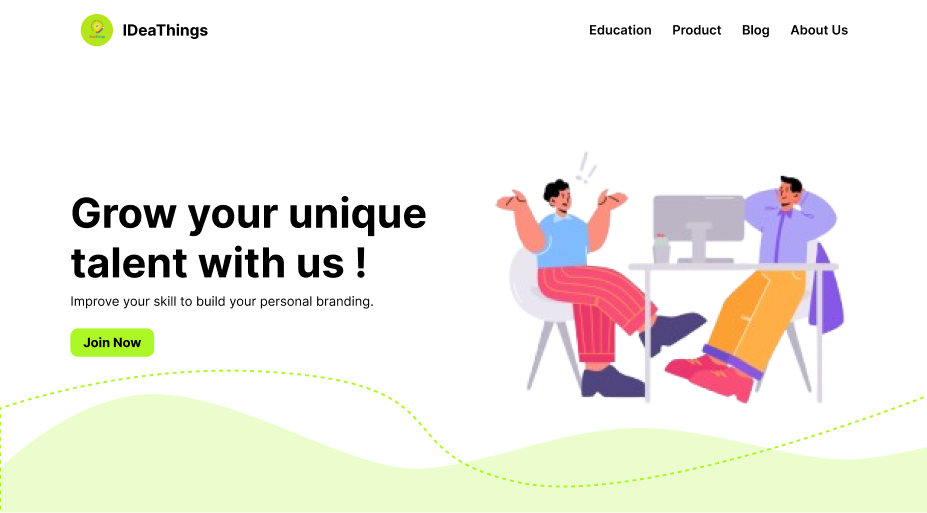 IDeaThings
Education Product Blog About Us
Grow your unique
talent with us !
Improve your skill to build your personal branding.
Join Now